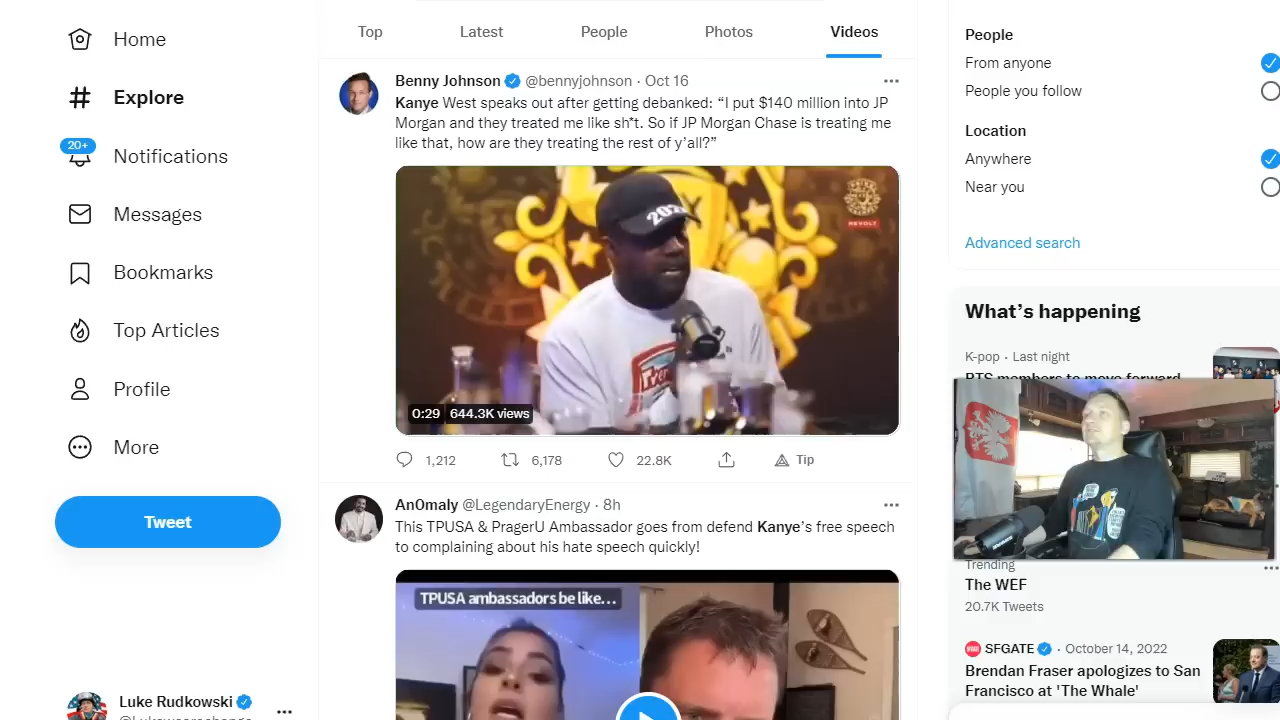 Home
Explore
20+
Notifications
Messages
Bookmarks
Top Articles
Profile
More
Tweet
Luke Rudkowski
Top
Latest
People
Photos
Videos
Benny Johnson @bennyjohnson · Oct 16
Kanye West speaks out after getting debanked: “I put $140 million into JP
Morgan and they treated me like sh*t. So if JP Morgan Chase is treating me
like that, how are they treating the rest of y’all?”
REVOLT
0:29 644.3K views
1,212
6,178
22.8K
Tip
An0maly @LegendaryEnergy · 8h
This TPUSA & PragerU Ambassador goes from defend Kanye’s free speech
to complaining about his hate speech quickly!
TPUSA ambassadors be like...
People
From anyone
People you follow
Location
Anywhere
Near you
Advanced search
What’s happening
K-pop · Last night
BTS members to move forward
Trending
The WEF
20.7K Tweets
SFGATE · October 14, 2022
Brendan Fraser apologizes to San
Francisco at 'The Whale'